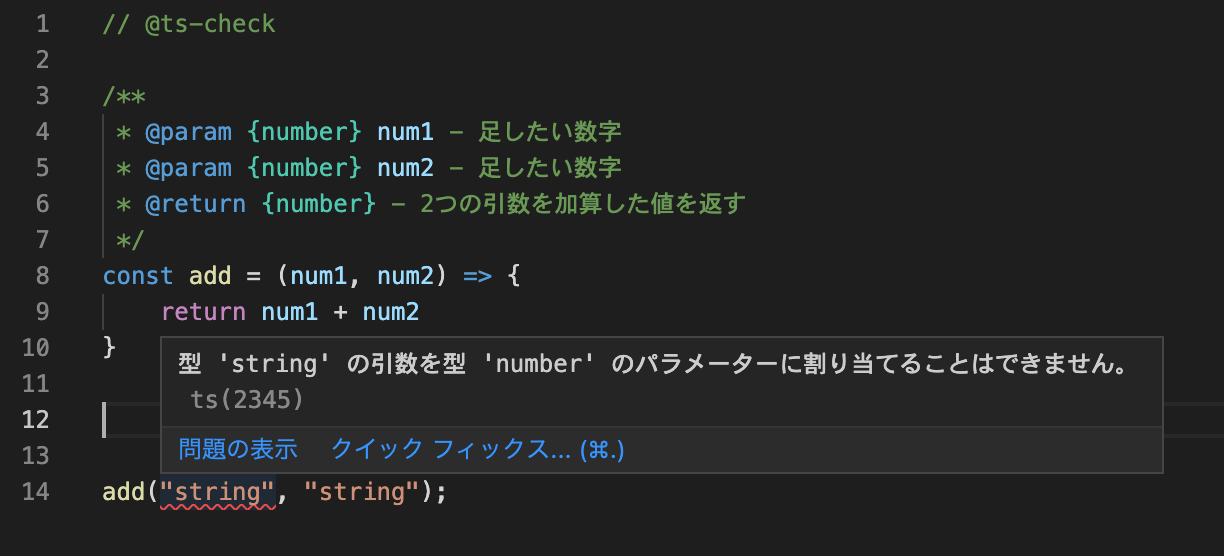 1 // @ts-check
2
3 /**
4 * @param {number} num1 - 足したい数字
5 * @param {number} num2 - 足したい数字
6 * @return {number} - 2つの引数を加算した値を返す
7 */
8 const add = (num1, num2) => {
9 return num1 + num2
10 }
型 'string' の引数を型 'number' のパラメーターに割り当てることはできません。
11
ts(2345)
12
問題の表示 クイック フィックス... (⌘.)
13
14 add("string", "string");